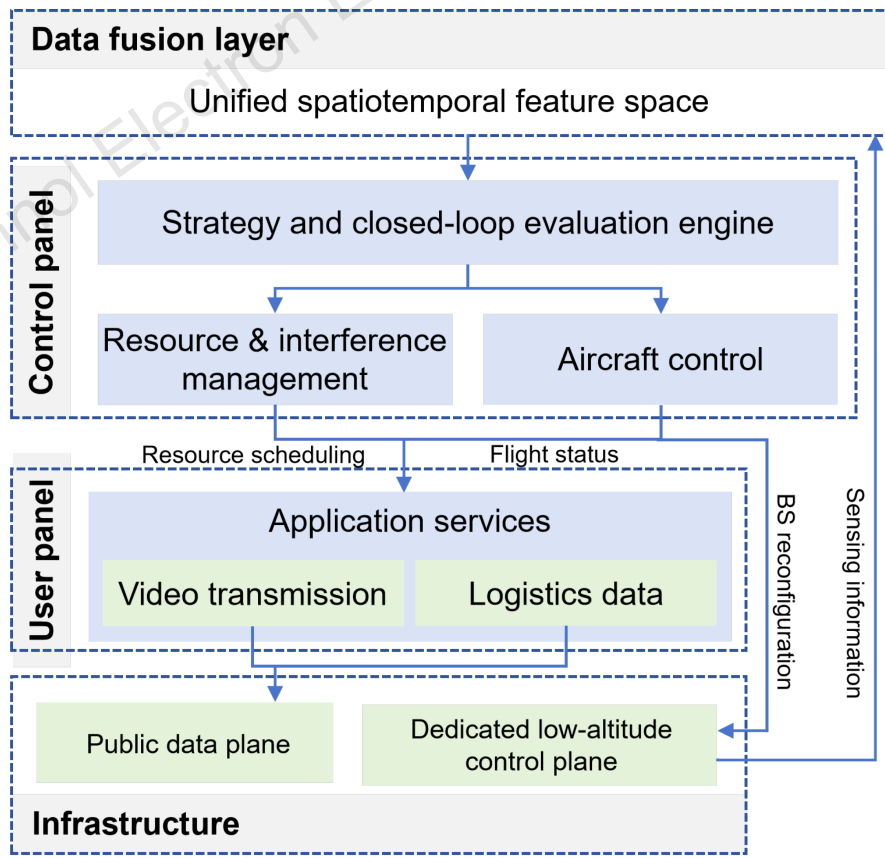 Data fusion layer
Unified spatiotemporal feature space
Control panel
Strategy and closed-loop evaluation engine
Resource & interference
management
Aircraft control
Resource scheduling
Flight status
User panel
Application services
Video transmission
Logistics data
BS reconfiguration
Sensing information
Public data plane
Dedicated low-altitude
control plane
Infrastructure
nol Electron E